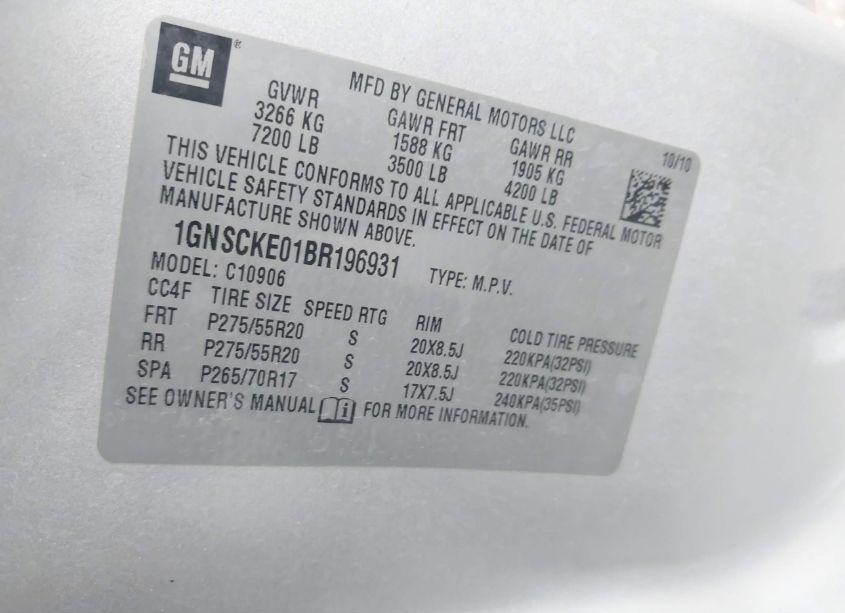 GM
MFD BY GENERAL MOTORS LLC
GVWR GAWR FRT GAWR RR 10/10
3266 KG 1588 KG 1905 KG
7200 LB 3500 LB 4200 LB
THIS VEHICLE CONFORMS TO ALL APPLICABLE U.S. FEDERAL MOTOR
VEHICLE SAFETY STANDARDS IN EFFECT ON THE DATE OF
MANUFACTURE SHOWN ABOVE.
1GNSCKE01BR196931 TYPE: M.P.V.
MODEL: C10906
CC4F TIRE SIZE SPEED RTG RIM COLD TIRE PRESSURE
FRT P275/55R20 S 20X8.5J 220KPA(32PSI)
RR P275/55R20 S 20X8.5J 220KPA(32PSI)
SPA P265/70R17 S 17X7.5J 240KPA(35PSI)
SEE OWNER'S MANUAL FOR MORE INFORMATION.